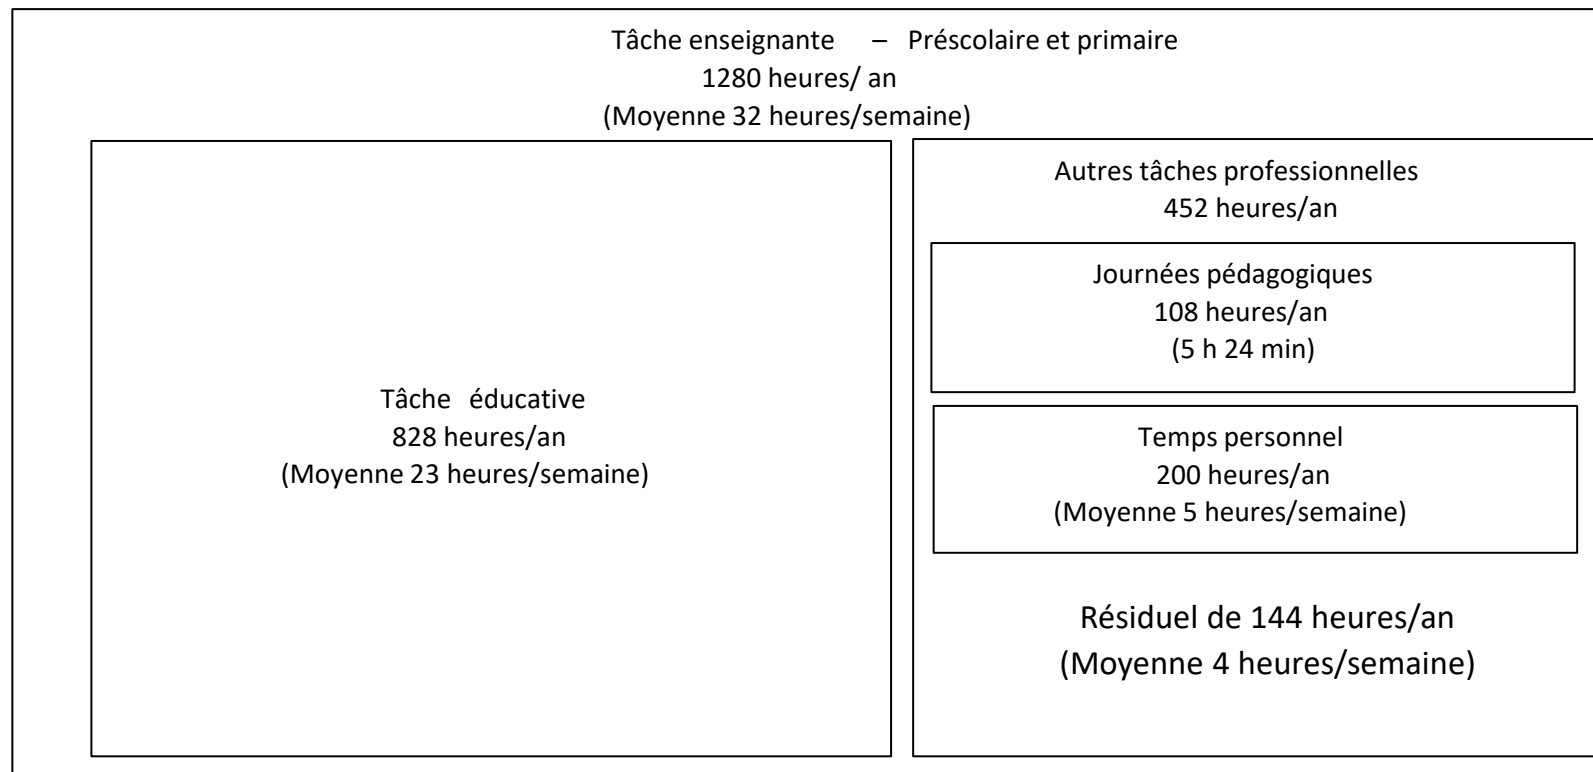 Tâche enseignante – Préscolaire et primaire
1280 heures/ an
(Moyenne 32 heures/semaine)
Tâche éducative
828 heures/an
(Moyenne 23 heures/semaine)
Autres tâches professionnelles
452 heures/an
Journées pédagogiques
108 heures/an
(5 h 24 min)
Temps personnel
200 heures/an
(Moyenne 5 heures/semaine)
Résiduel de 144 heures/an
(Moyenne 4 heures/semaine)